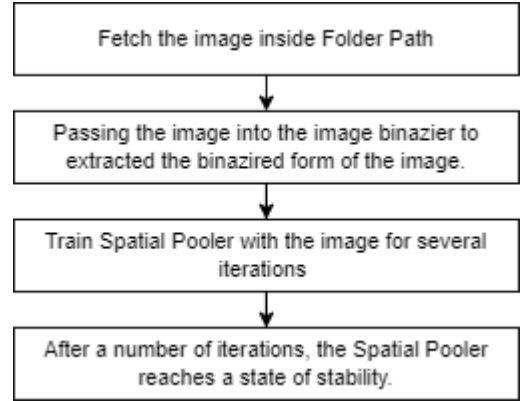 Fetch the image inside Folder Path
Passing the image into the image binazier to
extracted the binazired form of the image.
Train Spatial Pooler with the image for several
iterations
After a number of iterations, the Spatial Pooler
reaches a state of stability.